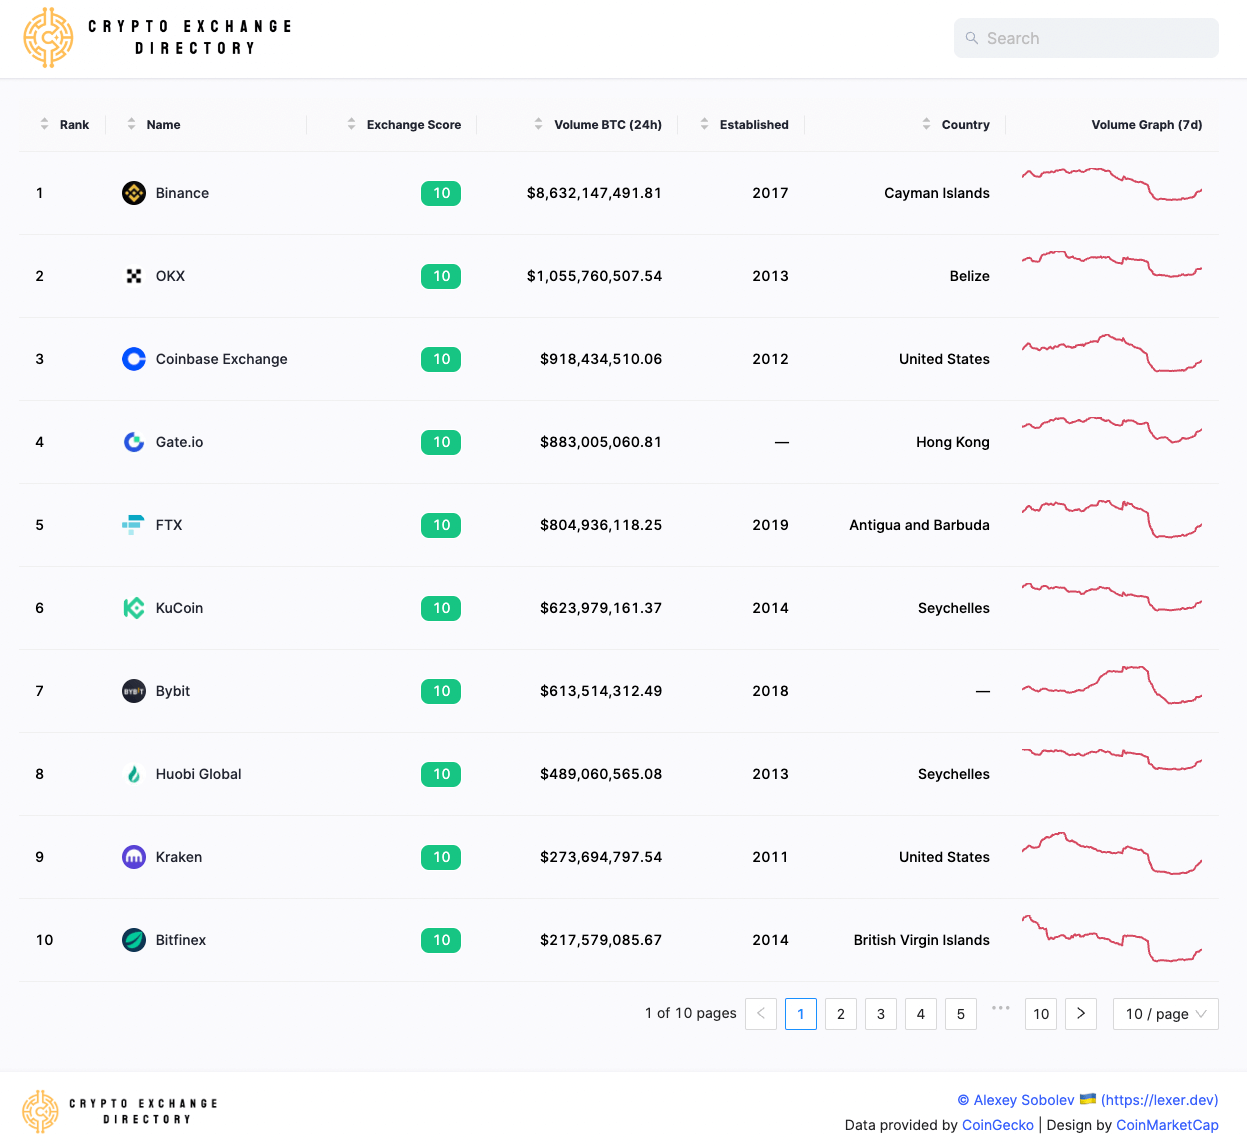 CRYPTO EXCHANGE
DIRECTORY
Search
Rank Name Exchange Score Volume BTC (24h) Established Country Volume Graph (7d)
1 Binance 10 $8,632,147,491.81 2017 Cayman Islands
2 OKX 10 $1,055,760,507.54 2013 Belize
3 Coinbase Exchange 10 $918,434,510.06 2012 United States
4 Gate.io 10 $883,005,060.81 — Hong Kong
5 FTX 10 $804,936,118.25 2019 Antigua and Barbuda
6 KuCoin 10 $623,979,161.37 2014 Seychelles
7 BYBIT Bybit 10 $613,514,312.49 2018 —
8 Huobi Global 10 $489,060,565.08 2013 Seychelles
9 Kraken 10 $273,694,797.54 2011 United States
10 Bitfinex 10 $217,579,085.67 2014 British Virgin Islands
1 of 10 pages < 1 2 3 4 5 ••• 10 > 10 / page
CRYPTO EXCHANGE
DIRECTORY
© Alexey Sobolev 🇺🇦 (https://lexer.dev)
Data provided by CoinGecko | Design by CoinMarketCap